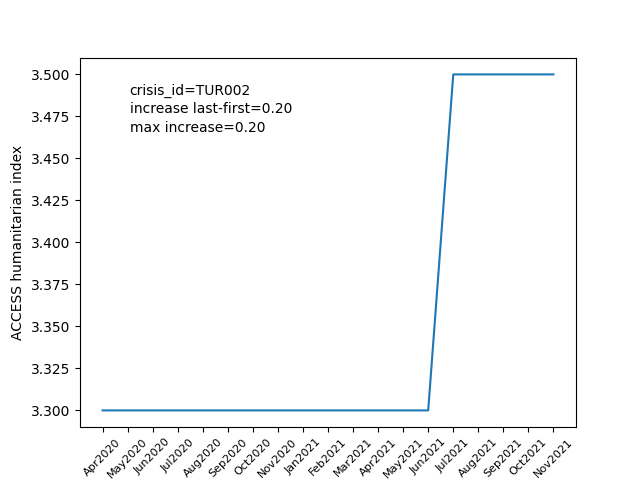 crisis_id=TUR002
increase last-first=0.20
max increase=0.20
ACCESS humanitarian index
3.500
3.475
3.450
3.425
3.400
3.375
3.350
3.325
3.300
Apr2020
May2020
Jun2020
Jul2020
Aug2020
Sep2020
Oct2020
Nov2020
Jan2021
Feb2021
Mar2021
Apr2021
May2021
Jun2021
Jul2021
Aug2021
Sep2021
Oct2021
Nov2021